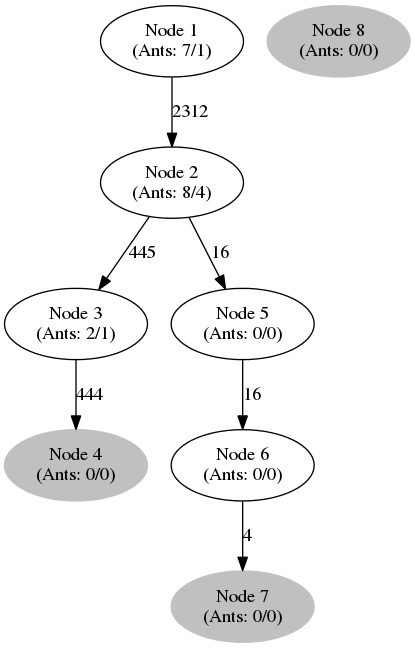 Node 1
(Ants: 7/1)
Node 8
(Ants: 0/0)
2312
Node 2
(Ants: 8/4)
445
16
Node 3
(Ants: 2/1)
Node 5
(Ants: 0/0)
444
16
Node 4
(Ants: 0/0)
Node 6
(Ants: 0/0)
4
Node 7
(Ants: 0/0)